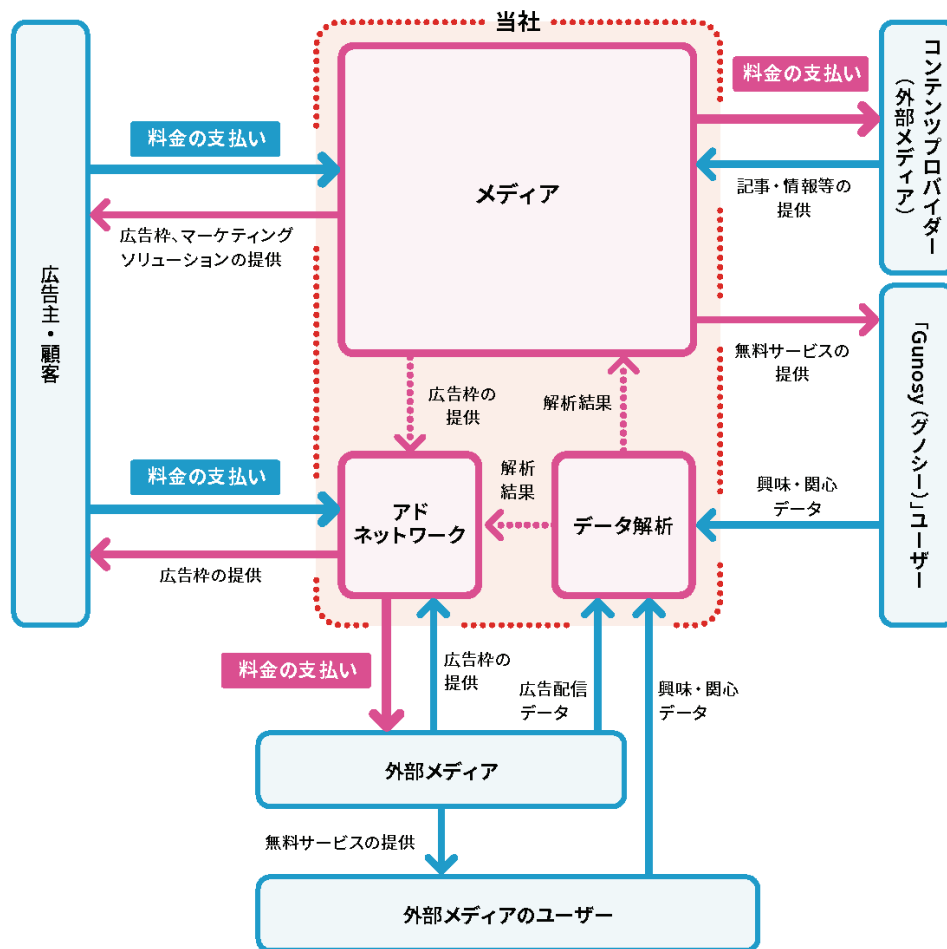 当社
料金の支払い
メディア
料金の支払い
広告枠、マーケティング
ソリューションの提供
記事・情報等の
提供
コンテンツプロバイダー
（外部メディア）
広告主・顧客
無料サービスの
提供
広告枠の
提供
解析結果
「Gunosy（グノシー）」ユーザー
料金の支払い
アド
ネットワーク
解析
結果
データ解析
興味・関心
データ
広告枠の提供
料金の支払い
広告枠の
提供
広告配信
データ
興味・関心
データ
外部メディア
無料サービスの提供
外部メディアのユーザー